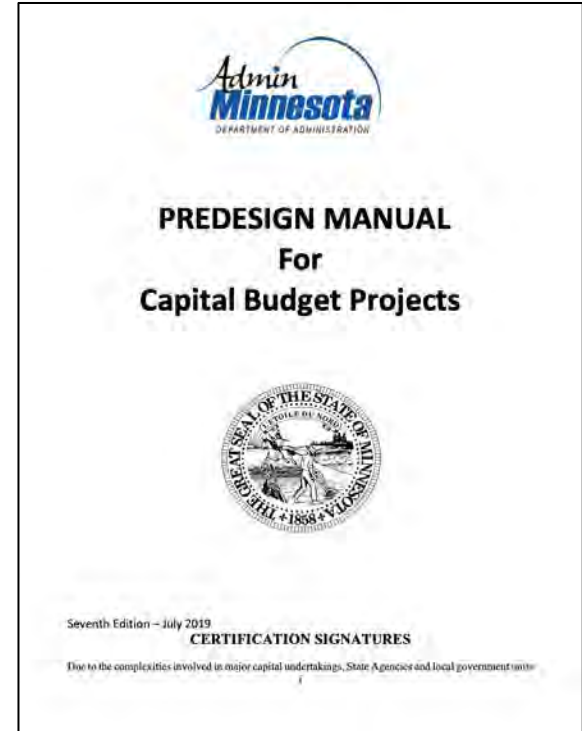 Admin
Minnesota
DEPARTMENT OF ADMINISTRATION
PREDESIGN MANUAL
For
Capital Budget Projects
THE GREAT SEAL OF THE STATE OF MINNESOTA
L'ETOILE DU NORD
1858
Seventh Edition – July 2019
CERTIFICATION SIGNATURES
Due to the complexities involved in major capital undertakings, State Agencies and local government units
i